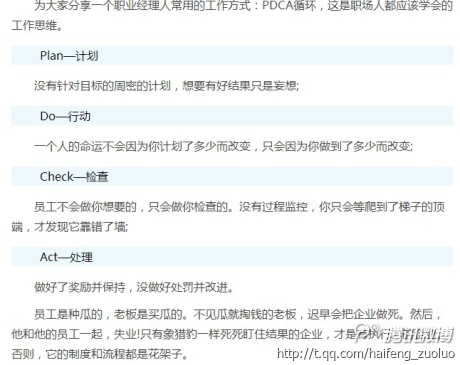 为大家分享一个职业经理人常用的工作方式：PDCA循环，这是职场人都应该学会的
工作思维。
Plan—计划
没有针对目标的周密的计划，想要有好结果只是妄想;
Do—行动
一个人的命运不会因为你计划了多少而改变，只会因为你做到了多少而改变;
Check—检查
员工不会做你想要的，只会做你检查的。没有过程监控，你只会等爬到了梯子的顶
端，才发现它靠错了墙;
Act—处理
做好了奖励并保持，没做好处罚并改进。
员工是种瓜的，老板是买瓜的。不见瓜就掏钱的老板，迟早会把企业做死。然后，
他和他的员工一起，失业!只有象猎豹一样死死盯住结果的企业，才是
否则，它的制度和流程都是花架子。
腾讯微博
http://t.qq.com/haifeng_zuoluo